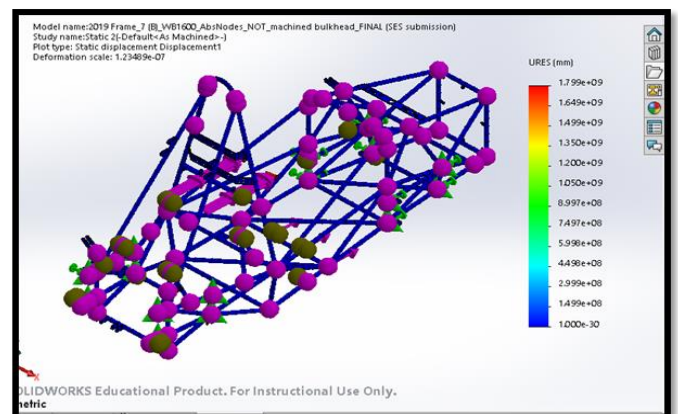 Model name:2019 Frame_7 (B)_WB1600_AbsNodes_NOT_machined bulkhead_FINAL (SES submission)
Study name:Static 2(-Default<As Machined>-)
Plot type: Static displacement Displacement1
Deformation scale: 1.23489e-07
URES (mm)
1.799e+09
1.649e+09
1.499e+09
1.350e+09
1.200e+09
1.050e+09
8.997e+08
7.497e+08
5.998e+08
4.498e+08
2.999e+08
1.499e+08
1.000e-30
OLIDWORKS Educational Product. For Instructional Use Only.
netric